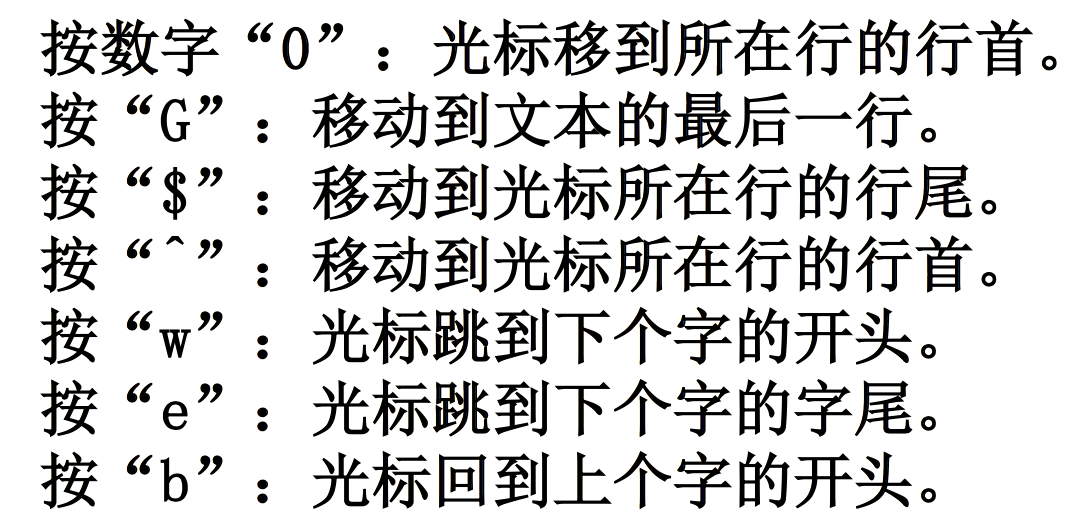 按数字“0”：光标移到所在行的行首。
按“G”：移动到文本的最后一行。
按“$”：移动到光标所在行的行尾。
按“^”：移动到光标所在行的行首。
按“w”：光标跳到下个字的开头。
按“e”：光标跳到下个字的字尾。
按“b”：光标回到上个字的开头。